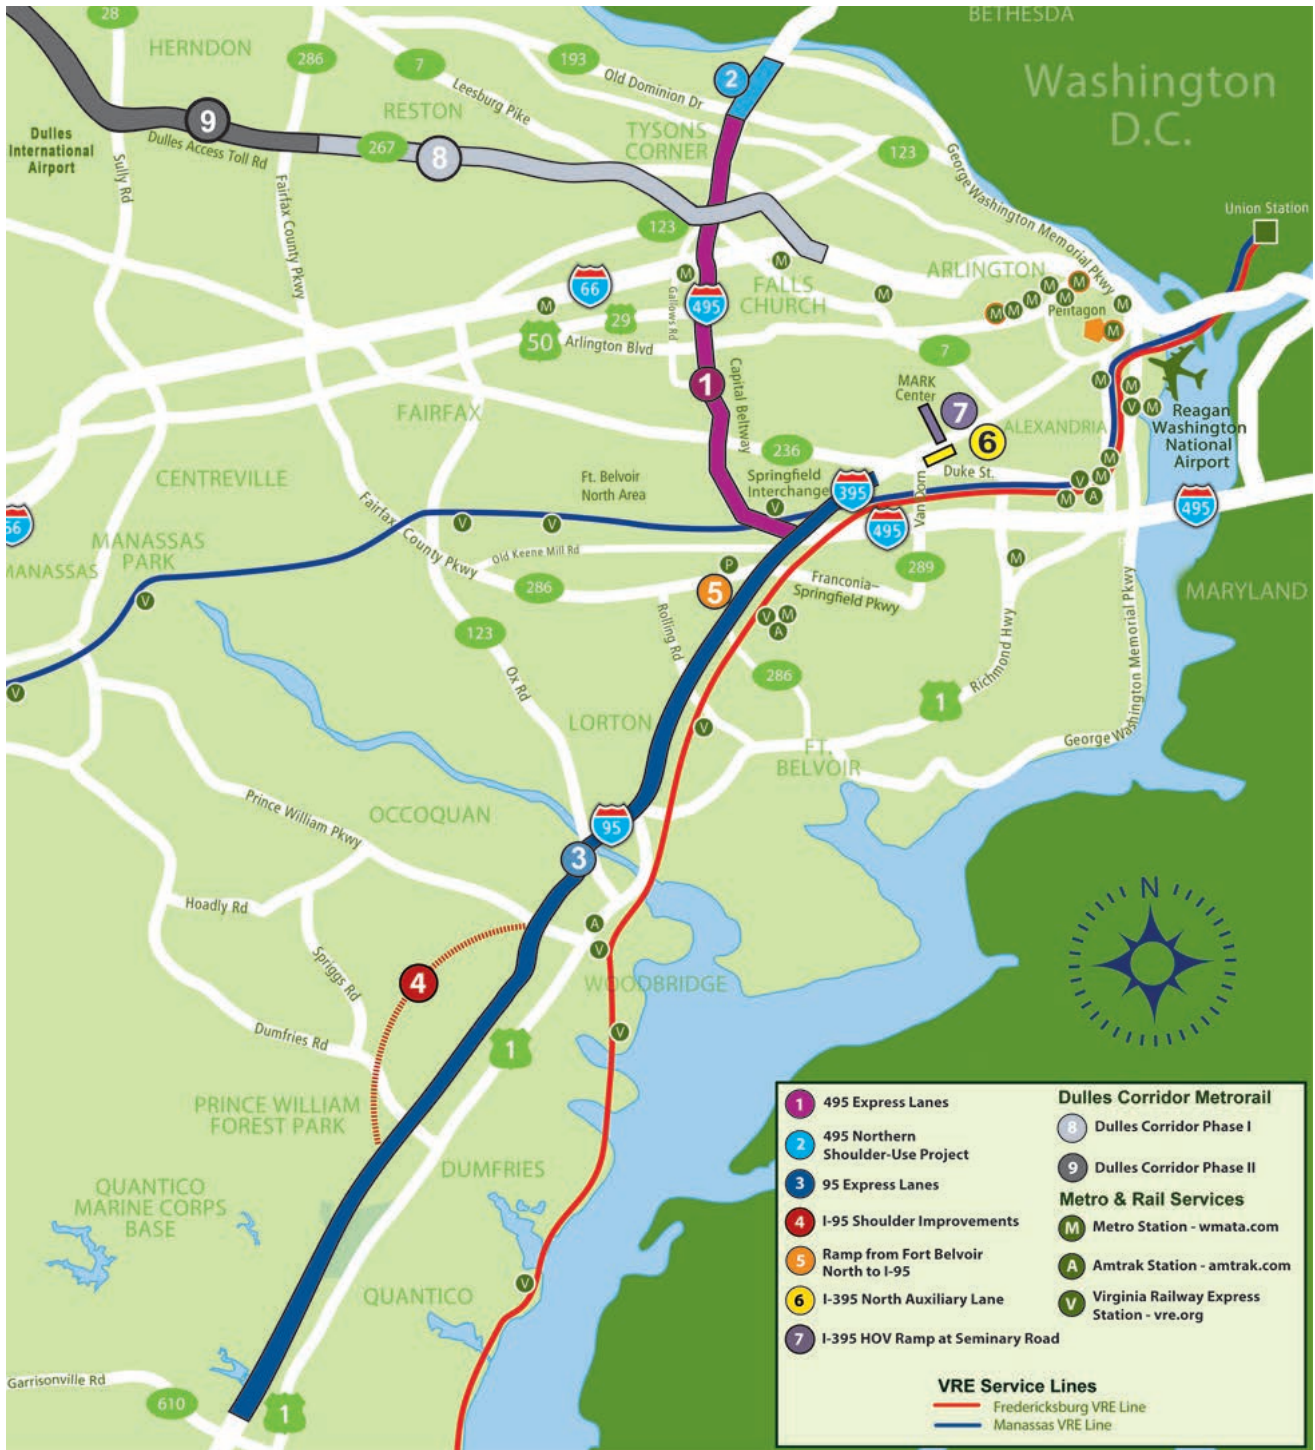 BETHESDA
28
HERNDON
286
7
193
Old Dominion Dr
2
Washington
D.C.
Leesburg Pike
RESTON
9
Dulles
International
Airport
Dulles Access Toll Rd
267
8
TYSONS
CORNER
123
George Washington Memorial Pkwy
Sully Rd
Fairfax County Pkwy
Union Station
123
ARLINGTON
66
M
495
FALLS
CHURCH
M
M
Gallows Rd
M
29
50
Arlington Blvd
M
M
M
M
M
M
M
Pentagon
M
M
7
1
Capital Beltway
MARK
Center
7
M
M
V
M
Reagan
Washington
National
Airport
FAIRFAX
6
ALEXANDRIA
236
CENTREVILLE
Ft. Belvoir
North Area
Springfield
Interchange
395
Duke St.
Van Dorn
M
V
M
M
A
495
66
Fairfax County Pkwy
V
V
V
495
MANASSAS
PARK
MANASSAS
Old Keene Mill Rd
P
289
M
286
5
Franconia–
Springfield Pkwy
MARYLAND
V
V
M
A
123
Rolling Rd
Richmond Hwy
George Washington Memorial Pkwy
V
Ox Rd
286
1
LORTON
V
George Washington Memorial Pkwy
FT.
BELVOIR
Prince William Pkwy
OCCOQUAN
95
3
N
Hoadly Rd
A
V
Spriggs Rd
4
WOODBRIDGE
Dumfries Rd
1
V
PRINCE WILLIAM
FOREST PARK
DUMFRIES
QUANTICO
MARINE CORPS
BASE
V
QUANTICO
Garrisonville Rd
610
1
1 495 Express Lanes
2 495 Northern
Shoulder-Use Project
3 95 Express Lanes
4 I-95 Shoulder Improvements
5 Ramp from Fort Belvoir
North to I-95
6 I-395 North Auxiliary Lane
7 I-395 HOV Ramp at Seminary Road
Dulles Corridor Metrorail
8 Dulles Corridor Phase I
9 Dulles Corridor Phase II
Metro & Rail Services
M Metro Station - wmata.com
A Amtrak Station - amtrak.com
V Virginia Railway Express
Station - vre.org
VRE Service Lines
Fredericksburg VRE Line
Manassas VRE Line